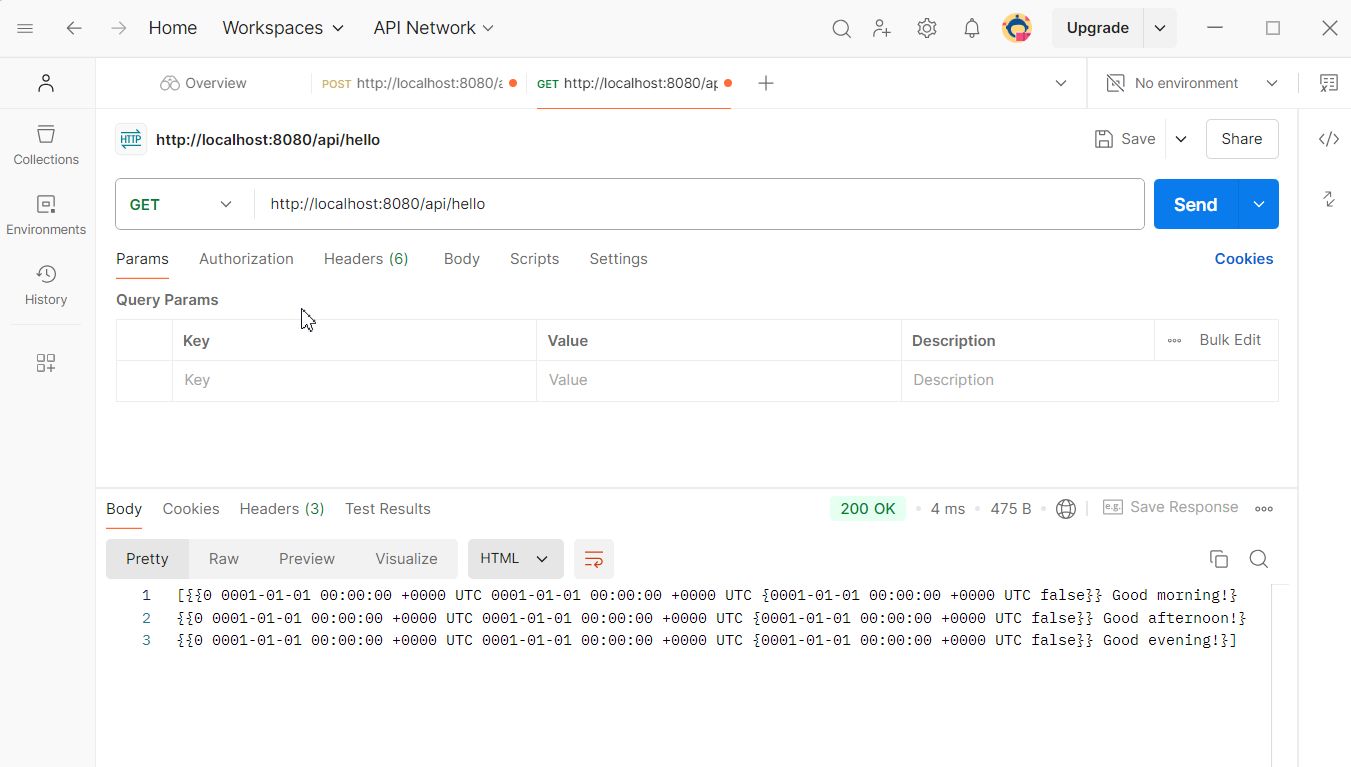 Home Workspaces API Network Upgrade
Overview POST http://localhost:8080/a GET http://localhost:8080/ap No environment
HTTP http://localhost:8080/api/hello Save Share
Collections
GET http://localhost:8080/api/hello Send
Environments
Params Authorization Headers (6) Body Scripts Settings Cookies
History
Query Params
Key Value Description Bulk Edit
Key Value Description
Body Cookies Headers (3) Test Results 200 OK 4 ms 475 B e.g. Save Response
Pretty Raw Preview Visualize HTML
1 [{{0 0001-01-01 00:00:00 +0000 UTC 0001-01-01 00:00:00 +0000 UTC {0001-01-01 00:00:00 +0000 UTC false}} Good morning!}
2 {{0 0001-01-01 00:00:00 +0000 UTC 0001-01-01 00:00:00 +0000 UTC {0001-01-01 00:00:00 +0000 UTC false}} Good afternoon!}
3 {{0 0001-01-01 00:00:00 +0000 UTC 0001-01-01 00:00:00 +0000 UTC {0001-01-01 00:00:00 +0000 UTC false}} Good evening!}]